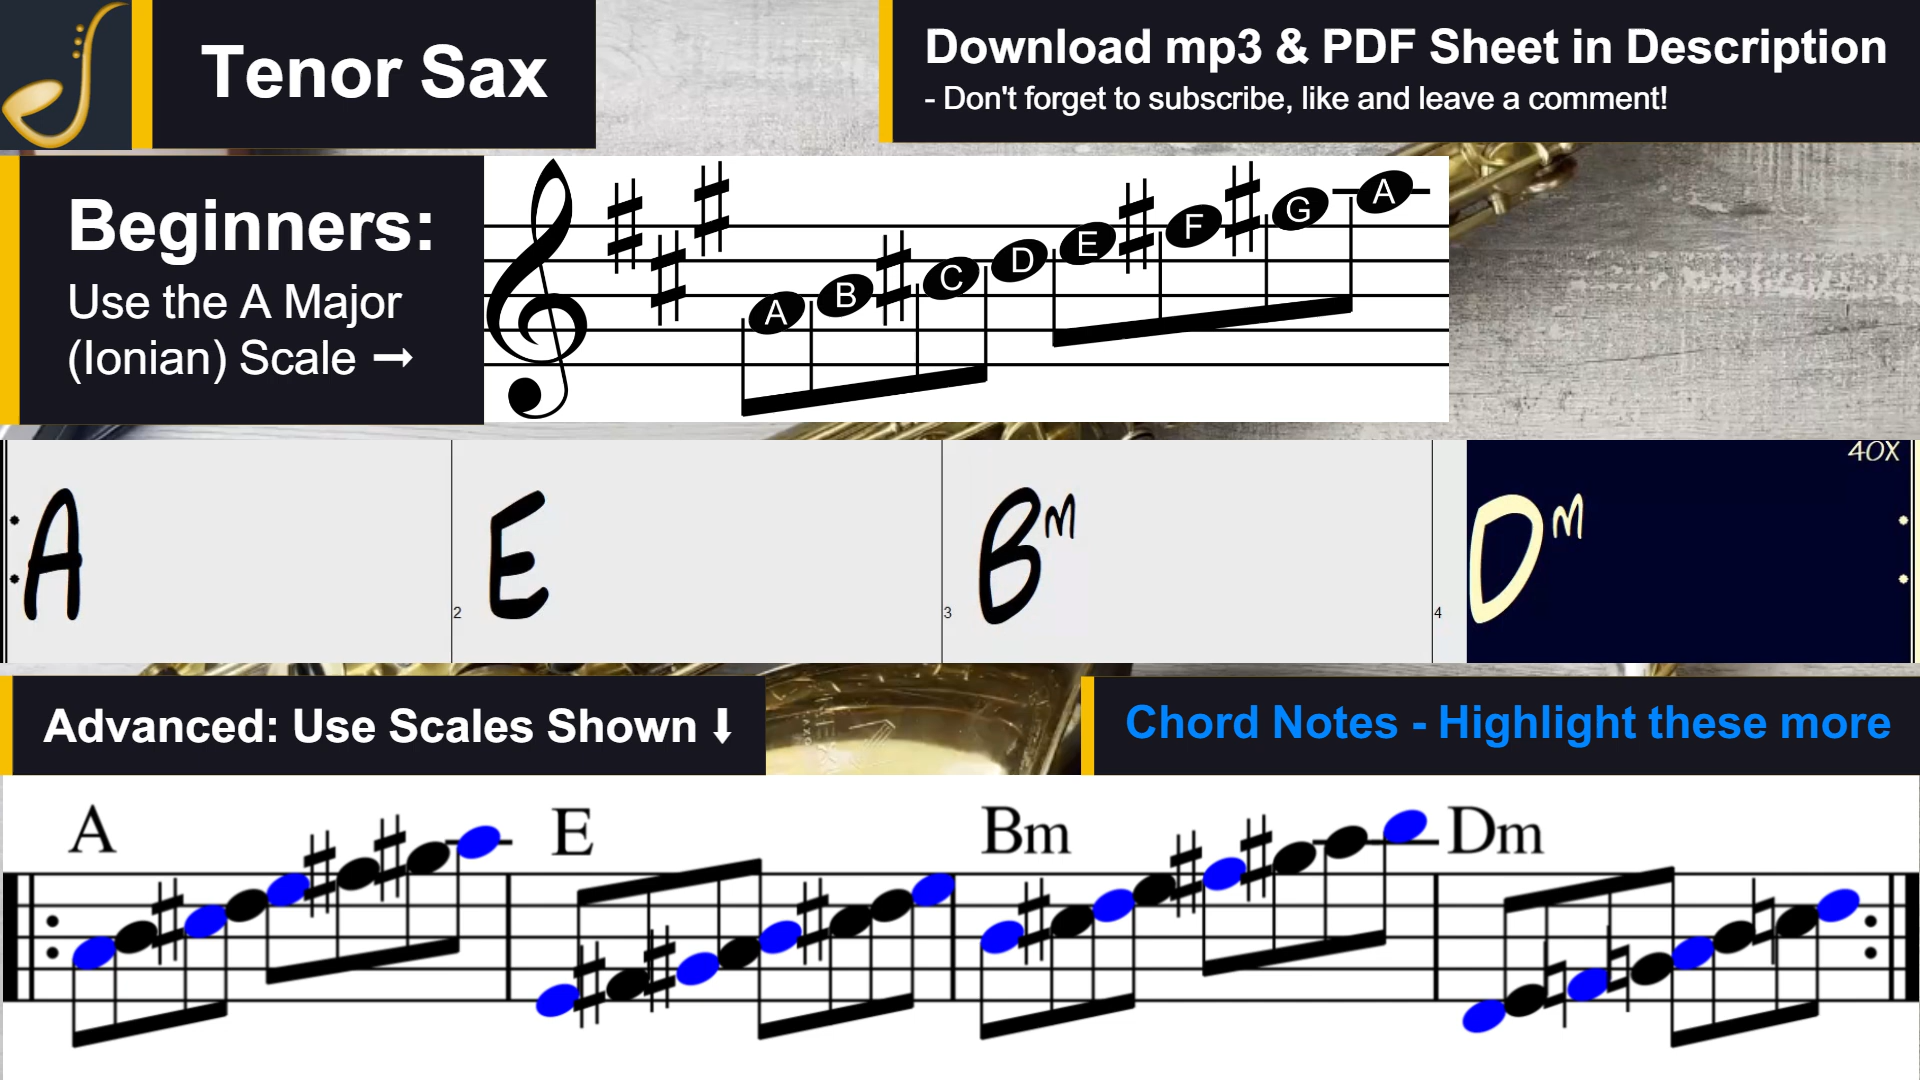 Tenor Sax
Download mp3 & PDF Sheet in Description
- Don't forget to subscribe, like and leave a comment!
Beginners:
Use the A Major
(Ionian) Scale ➞
A B C D E F G A
40X
A E Bm Dm
2 3 4
Advanced: Use Scales Shown ⬇
Chord Notes - Highlight these more
A E Bm Dm